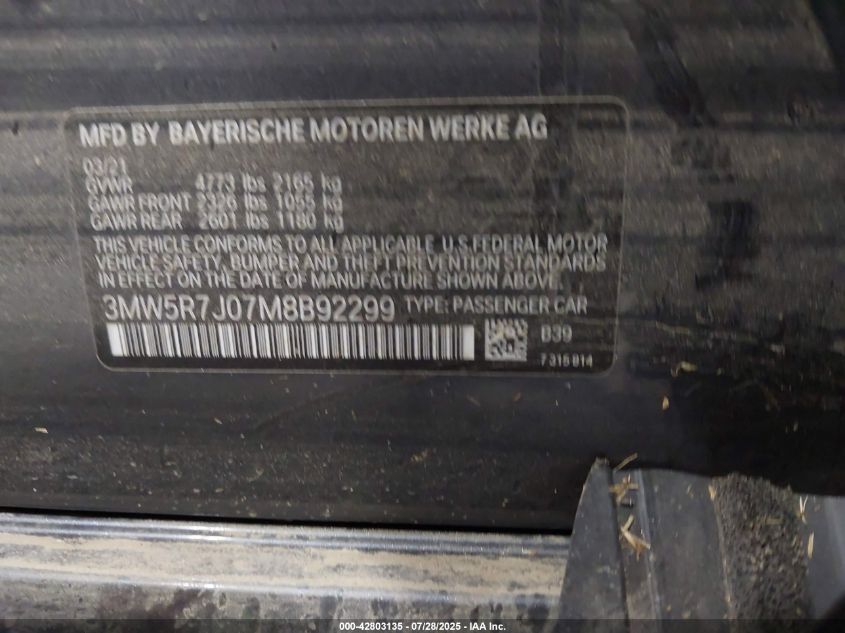 MFD BY BAYERISCHE MOTOREN WERKE AG
03/21
GVWR 4773 lbs 2165 kg
GAWR FRONT 2326 lbs 1055 kg
GAWR REAR 2601 lbs 1180 kg
THIS VEHICLE CONFORMS TO ALL APPLICABLE U.S. FEDERAL MOTOR
VEHICLE SAFETY, BUMPER AND THEFT PREVENTION STANDARDS
IN EFFECT ON THE DATE OF MANUFACTURE SHOWN ABOVE.
3MW5R7J07M8B92299 TYPE: PASSENGER CAR
B39
7316914
000-42803135 - 07/28/2025 - IAA Inc.